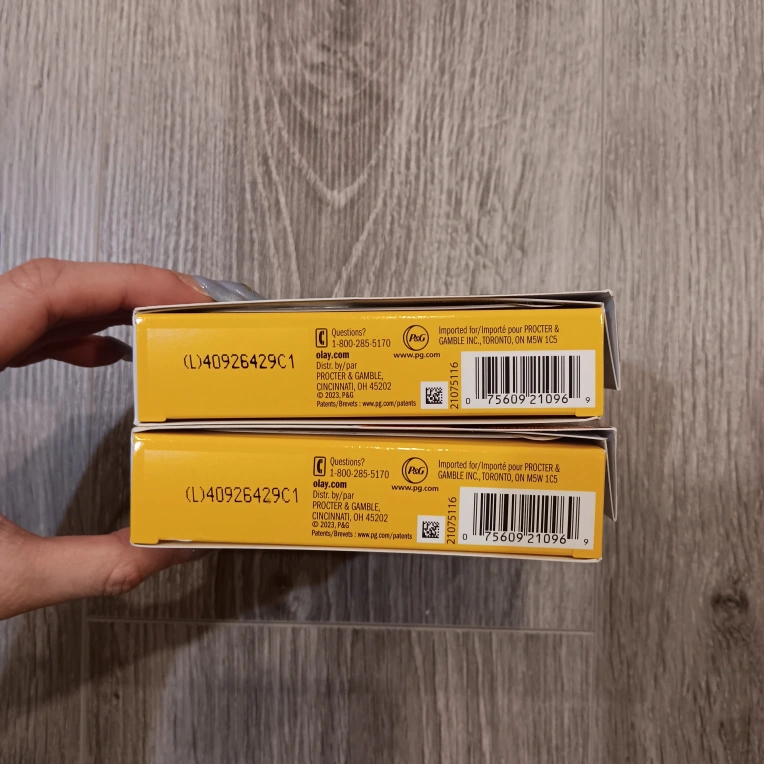 (L)40926429C1
Questions?
1-800-285-5170
olay.com
Distr. by/par
PROCTER & GAMBLE,
CINCINNATI, OH 45202
© 2023, P&G
Patents/Brevets : www.pg.com/patents
P&G
www.pg.com
Imported for/Importé pour PROCTER &
GAMBLE INC., TORONTO, ON M5W 1C5
21075116
0 75609 21096 9
(L)40926429C1
Questions?
1-800-285-5170
olay.com
Distr. by/par
PROCTER & GAMBLE,
CINCINNATI, OH 45202
© 2023, P&G
Patents/Brevets : www.pg.com/patents
P&G
www.pg.com
Imported for/Importé pour PROCTER &
GAMBLE INC., TORONTO, ON M5W 1C5
21075116
0 75609 21096 9